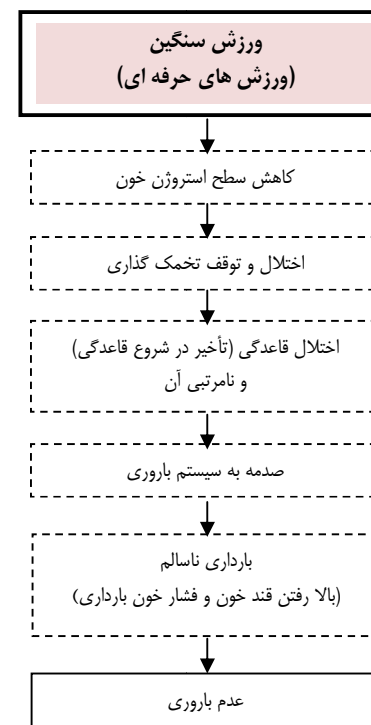 ورزش سنگین
(ورزش های حرفه ای)
کاهش سطح استروژن خون
اختلال و توقف تخمک گذاری
اختلال قاعدگی (تأخیر در شروع قاعدگی)
و نامرتبی آن
صدمه به سیستم باروری
بارداری ناسالم
(بالا رفتن قند خون و فشار خون بارداری)
عدم باروری